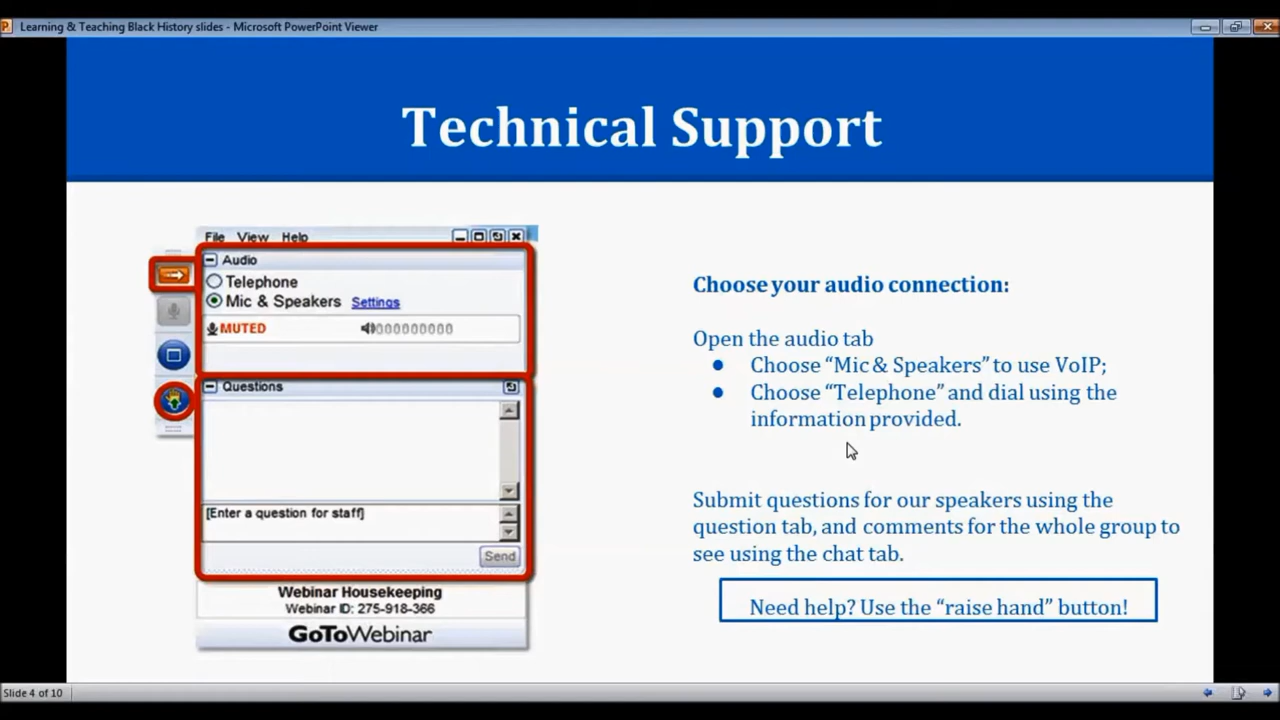 Learning & Teaching Black History slides - Microsoft PowerPoint Viewer
Technical Support
File View Help
Audio
Telephone
Mic & Speakers Settings
MUTED 000000000
Questions
[Enter a question for staff]
Send
Webinar Housekeeping
Webinar ID: 275-918-366
GoToWebinar
Choose your audio connection:
Open the audio tab
● Choose “Mic & Speakers” to use VoIP;
● Choose “Telephone” and dial using the
information provided.
Submit questions for our speakers using the
question tab, and comments for the whole group to
see using the chat tab.
Need help? Use the “raise hand” button!
Slide 4 of 10